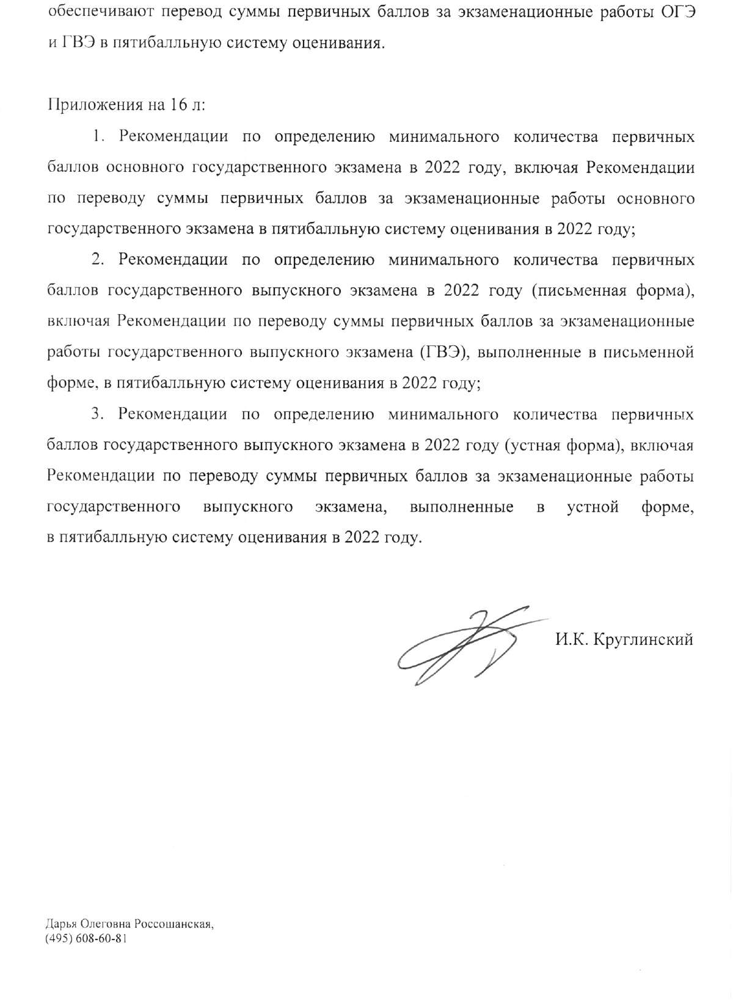 обеспечивают перевод суммы первичных баллов за экзаменационные работы ОГЭ
и ГВЭ в пятибалльную систему оценивания.
Приложения на 16 л:
1. Рекомендации по определению минимального количества первичных
баллов основного государственного экзамена в 2022 году, включая Рекомендации
по переводу суммы первичных баллов за экзаменационные работы основного
государственного экзамена в пятибалльную систему оценивания в 2022 году;
2. Рекомендации по определению минимального количества первичных
баллов государственного выпускного экзамена в 2022 году (письменная форма),
включая Рекомендации по переводу суммы первичных баллов за экзаменационные
работы государственного выпускного экзамена (ГВЭ), выполненные в письменной
форме, в пятибалльную систему оценивания в 2022 году;
3. Рекомендации по определению минимального количества первичных
баллов государственного выпускного экзамена в 2022 году (устная форма), включая
Рекомендации по переводу суммы первичных баллов за экзаменационные работы
государственного выпускного экзамена, выполненные в устной форме,
в пятибалльную систему оценивания в 2022 году.
И.К. Круглинский
Дарья Олеговна Россошанская,
(495) 608-60-81